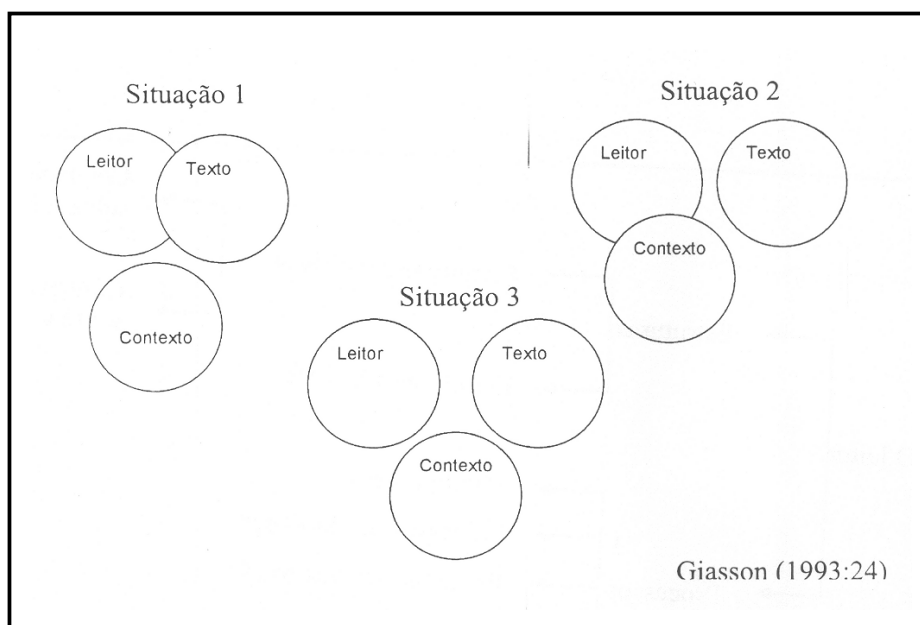 Situação 1
Leitor
Texto
Contexto
Situação 2
Leitor
Texto
Contexto
Situação 3
Leitor
Texto
Contexto
Giasson (1993:24)